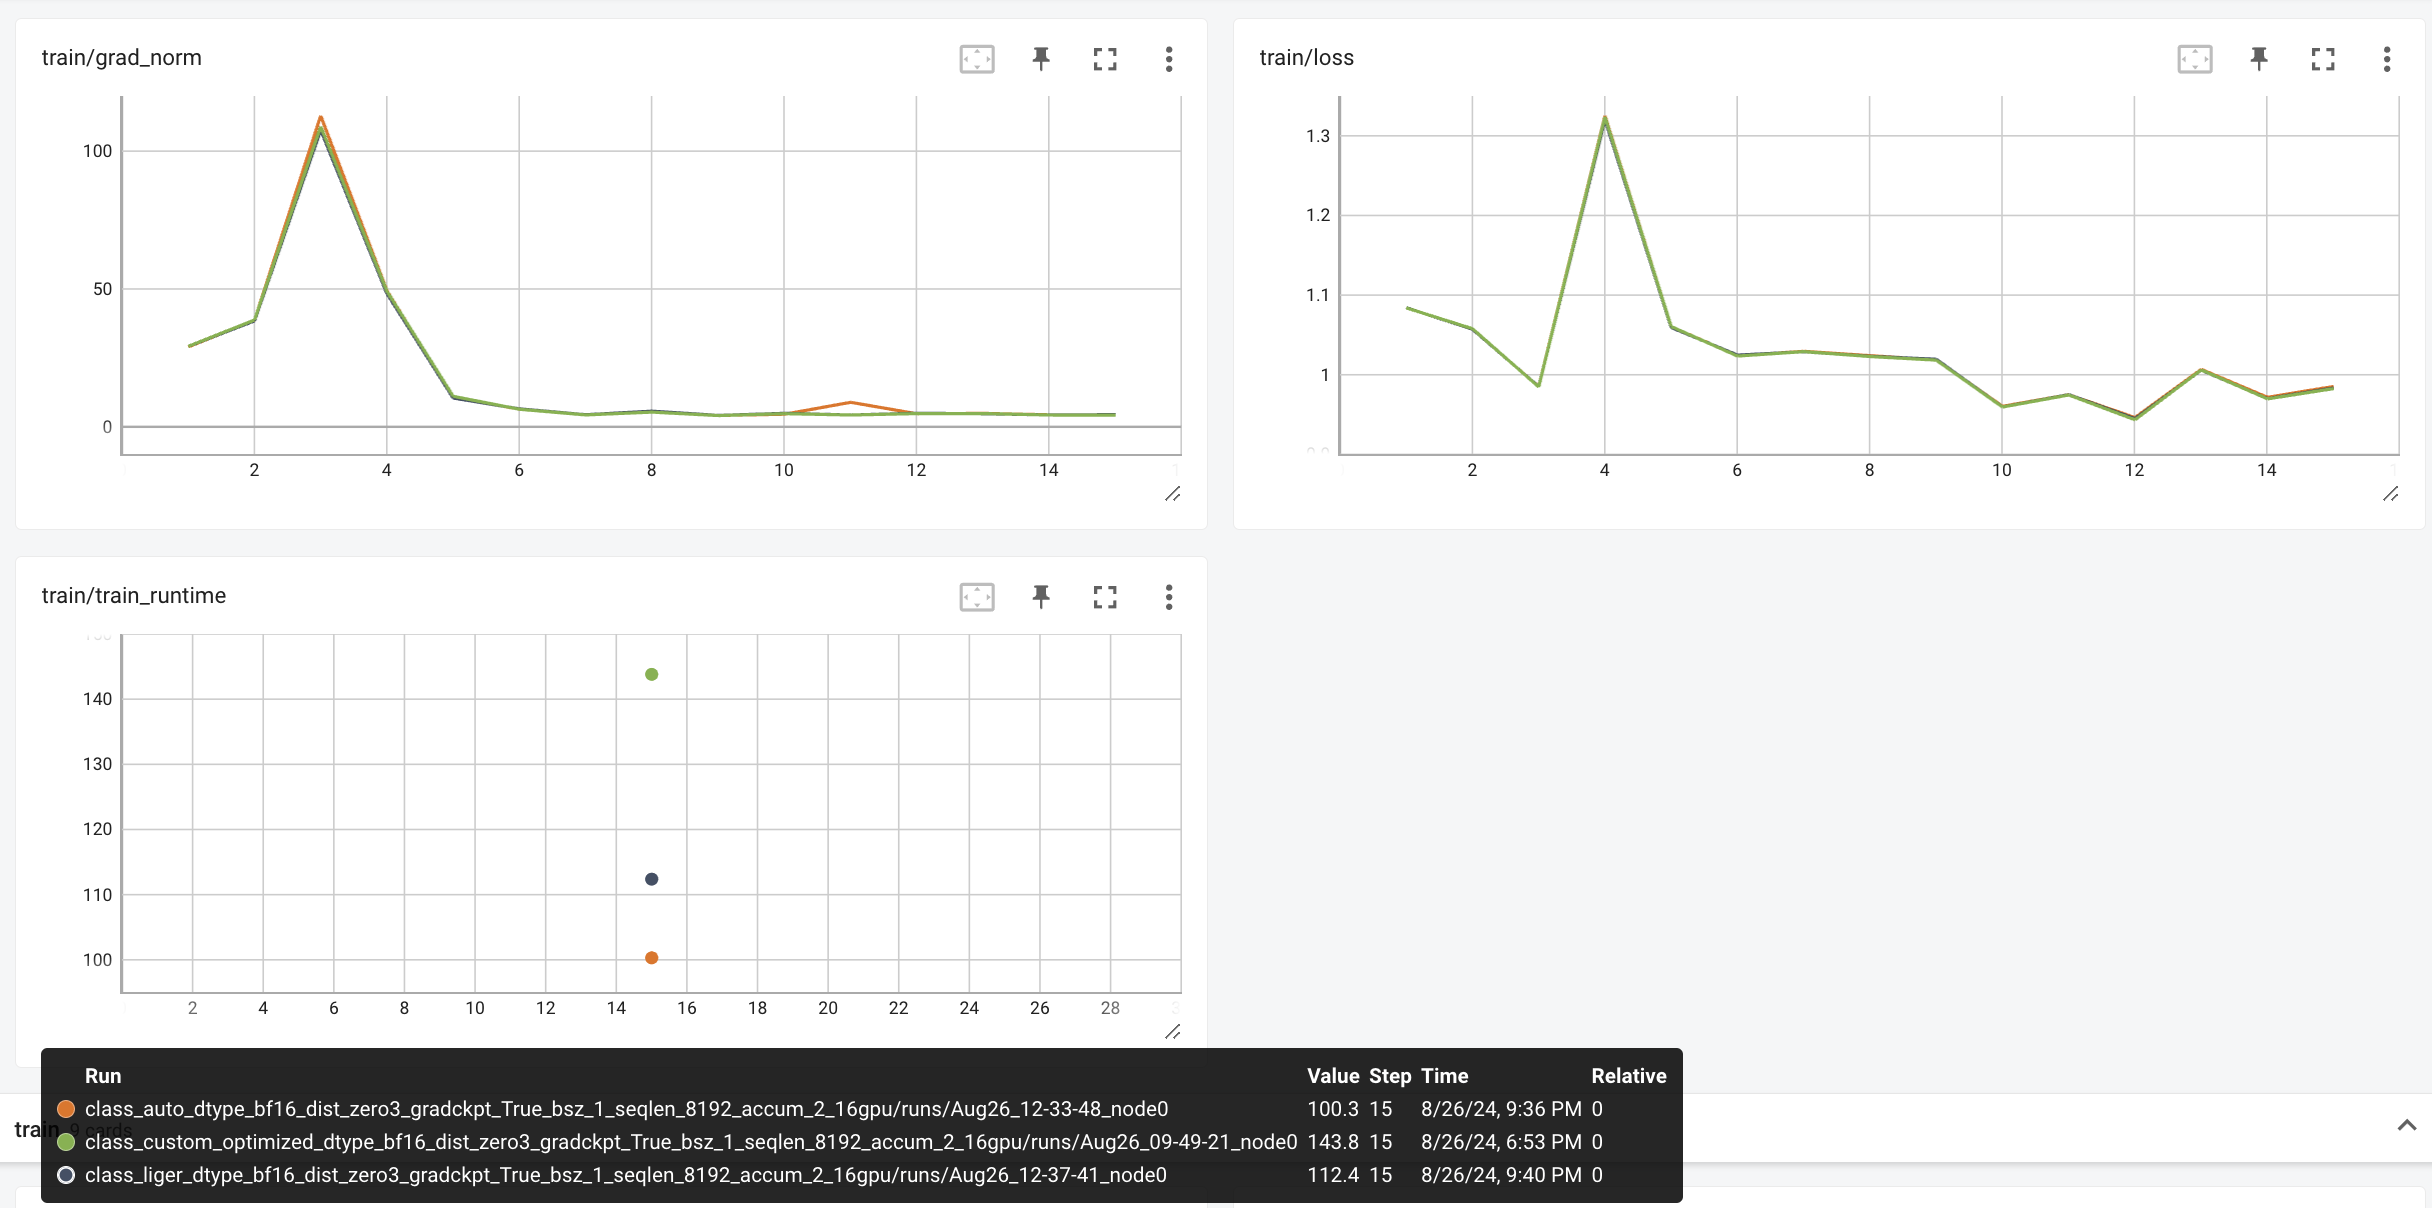 train/grad_norm
100
50
0
2 4 6 8 10 12 14
train/loss
1.3
1.2
1.1
1
2 4 6 8 10 12 14
train/train_runtime
140
130
120
110
100
2 4 6 8 10 12 14 16 18 20 22 24 26 28
Run Value Step Time Relative
class_auto_dtype_bf16_dist_zero3_gradckpt_True_bsz_1_seqlen_8192_accum_2_16gpu/runs/Aug26_12-33-48_node0 100.3 15 8/26/24, 9:36 PM 0
class_custom_optimized_dtype_bf16_dist_zero3_gradckpt_True_bsz_1_seqlen_8192_accum_2_16gpu/runs/Aug26_09-49-21_node0 143.8 15 8/26/24, 6:53 PM 0
class_liger_dtype_bf16_dist_zero3_gradckpt_True_bsz_1_seqlen_8192_accum_2_16gpu/runs/Aug26_12-37-41_node0 112.4 15 8/26/24, 9:40 PM 0
train 9 cards